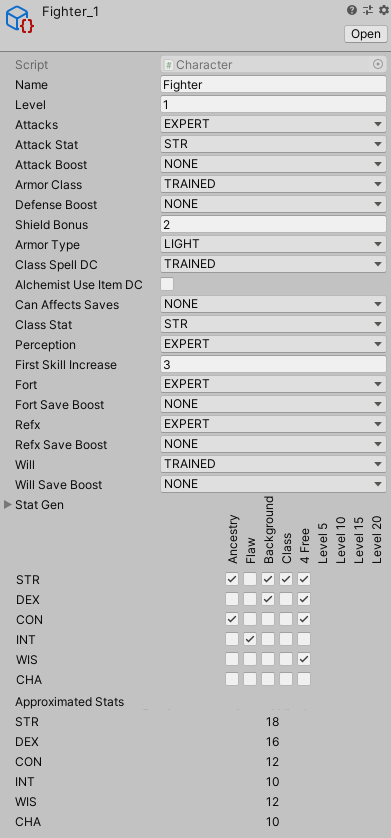 Fighter_1
Open
Script Character
Name Fighter
Level 1
Attacks EXPERT
Attack Stat STR
Attack Boost NONE
Armor Class TRAINED
Defense Boost NONE
Shield Bonus 2
Armor Type LIGHT
Class Spell DC TRAINED
Alchemist Use Item DC
Can Affects Saves NONE
Class Stat STR
Perception EXPERT
First Skill Increase 3
Fort EXPERT
Fort Save Boost NONE
Refx EXPERT
Refx Save Boost NONE
Will TRAINED
Will Save Boost NONE
Stat Gen
Ancestry
Flaw
Background
Class
4 Free
Level 5
Level 10
Level 15
Level 20
STR
DEX
CON
INT
WIS
CHA
Approximated Stats
STR 18
DEX 16
CON 12
INT 10
WIS 12
CHA 10